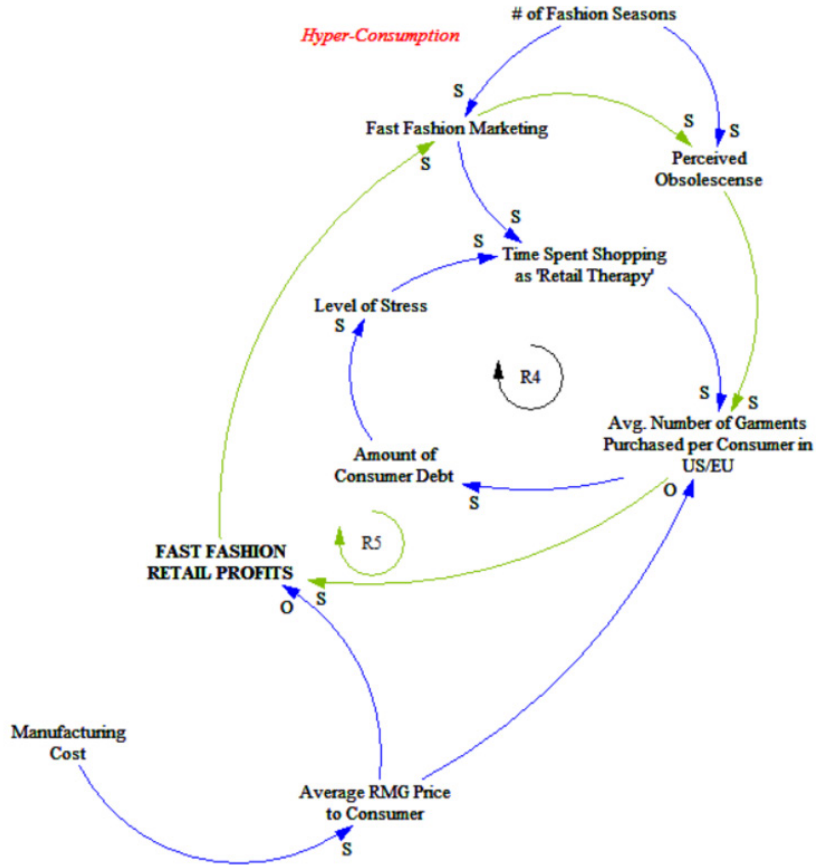 # of Fashion Seasons
Hyper-Consumption
S
Fast Fashion Marketing
S
S
S
Perceived
Obsolescense
S
S
Time Spent Shopping
as 'Retail Therapy'
Level of Stress
S
R4
S
S
Avg. Number of Garments
Purchased per Consumer in
US/EU
Amount of
Consumer Debt
S
O
R5
FAST FASHION
RETAIL PROFITS
S
O
Manufacturing
Cost
Average RMG Price
to Consumer
S